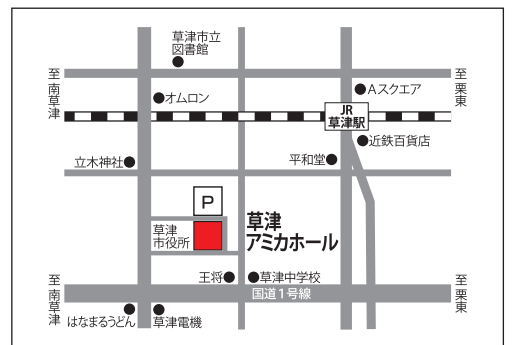 草津市立
図書館
至
南草津
至
栗東
オムロン
Aスクエア
JR
草津駅
近鉄百貨店
立木神社
平和堂
P
草津
市役所
草津
アミカホール
王将
草津中学校
至
南草津
至
栗東
国道1号線
はなまるうどん
草津電機